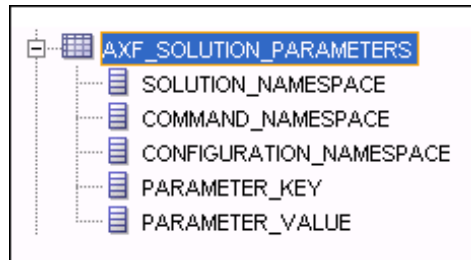 AXF_SOLUTION_PARAMETERS
SOLUTION_NAMESPACE
COMMAND_NAMESPACE
CONFIGURATION_NAMESPACE
PARAMETER_KEY
PARAMETER_VALUE